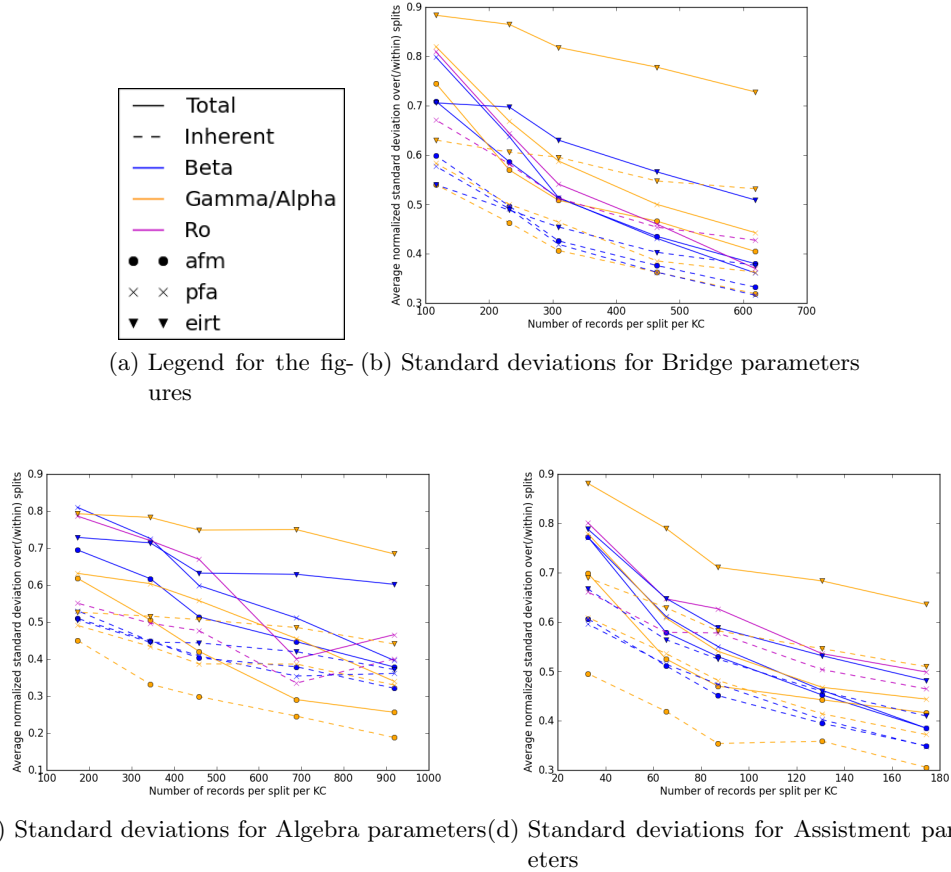 Total
Inherent
Beta
Gamma/Alpha
Ro
afm
pfa
eirt
(a) Legend for the fig-
ures
Average normalized standard deviation over(/within) splits
0.9
0.8
0.7
0.6
0.5
0.4
0.3
100 200 300 400 500 600 700
Number of records per split per KC
(b) Standard deviations for Bridge parameters
Average normalized standard deviation over(/within) splits
0.9
0.8
0.7
0.6
0.5
0.4
0.3
0.2
0.1
100 200 300 400 500 600 700 800 900 1000
Number of records per split per KC
) Standard deviations for Algebra parameters
Average normalized standard deviation over(/within) splits
0.9
0.8
0.7
0.6
0.5
0.4
0.3
20 40 60 80 100 120 140 160 180
Number of records per split per KC
(d) Standard deviations for Assistment par
eters